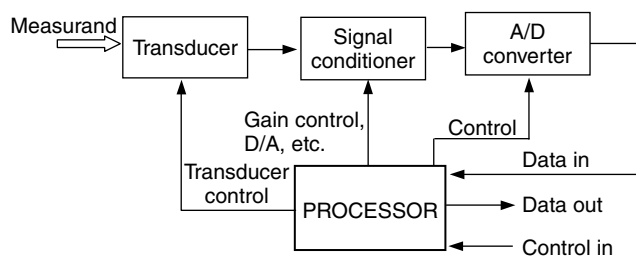 Measurand
Transducer
Signal
conditioner
A/D
converter
Gain control,
D/A, etc.
Control
Transducer
control
Data in
PROCESSOR
Data out
Control in